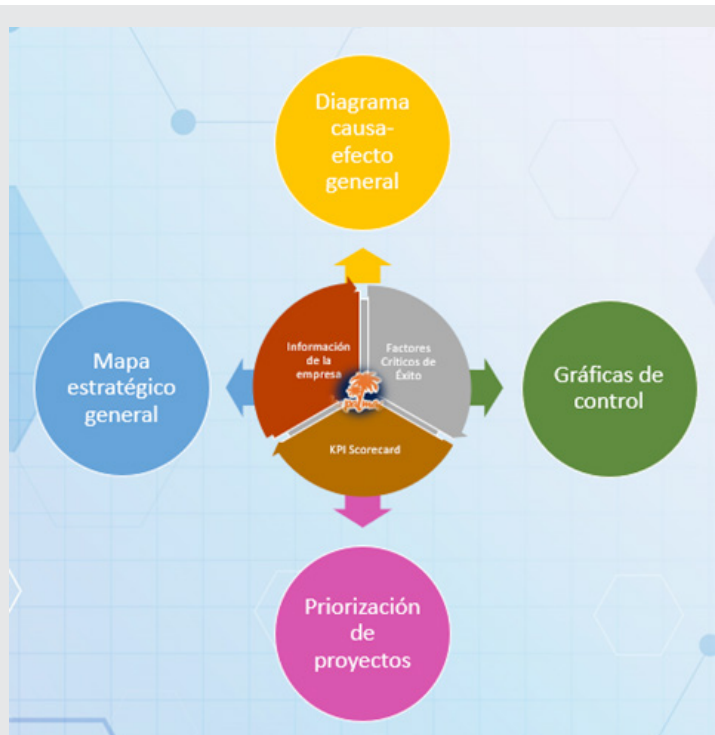 Diagrama
causa-
efecto
general
Información
de la
empresa
Factores
Críticos de
Éxito
Mapa
estratégico
general
Gráficas de
control
KPI Scorecard
Priorización
de
proyectos